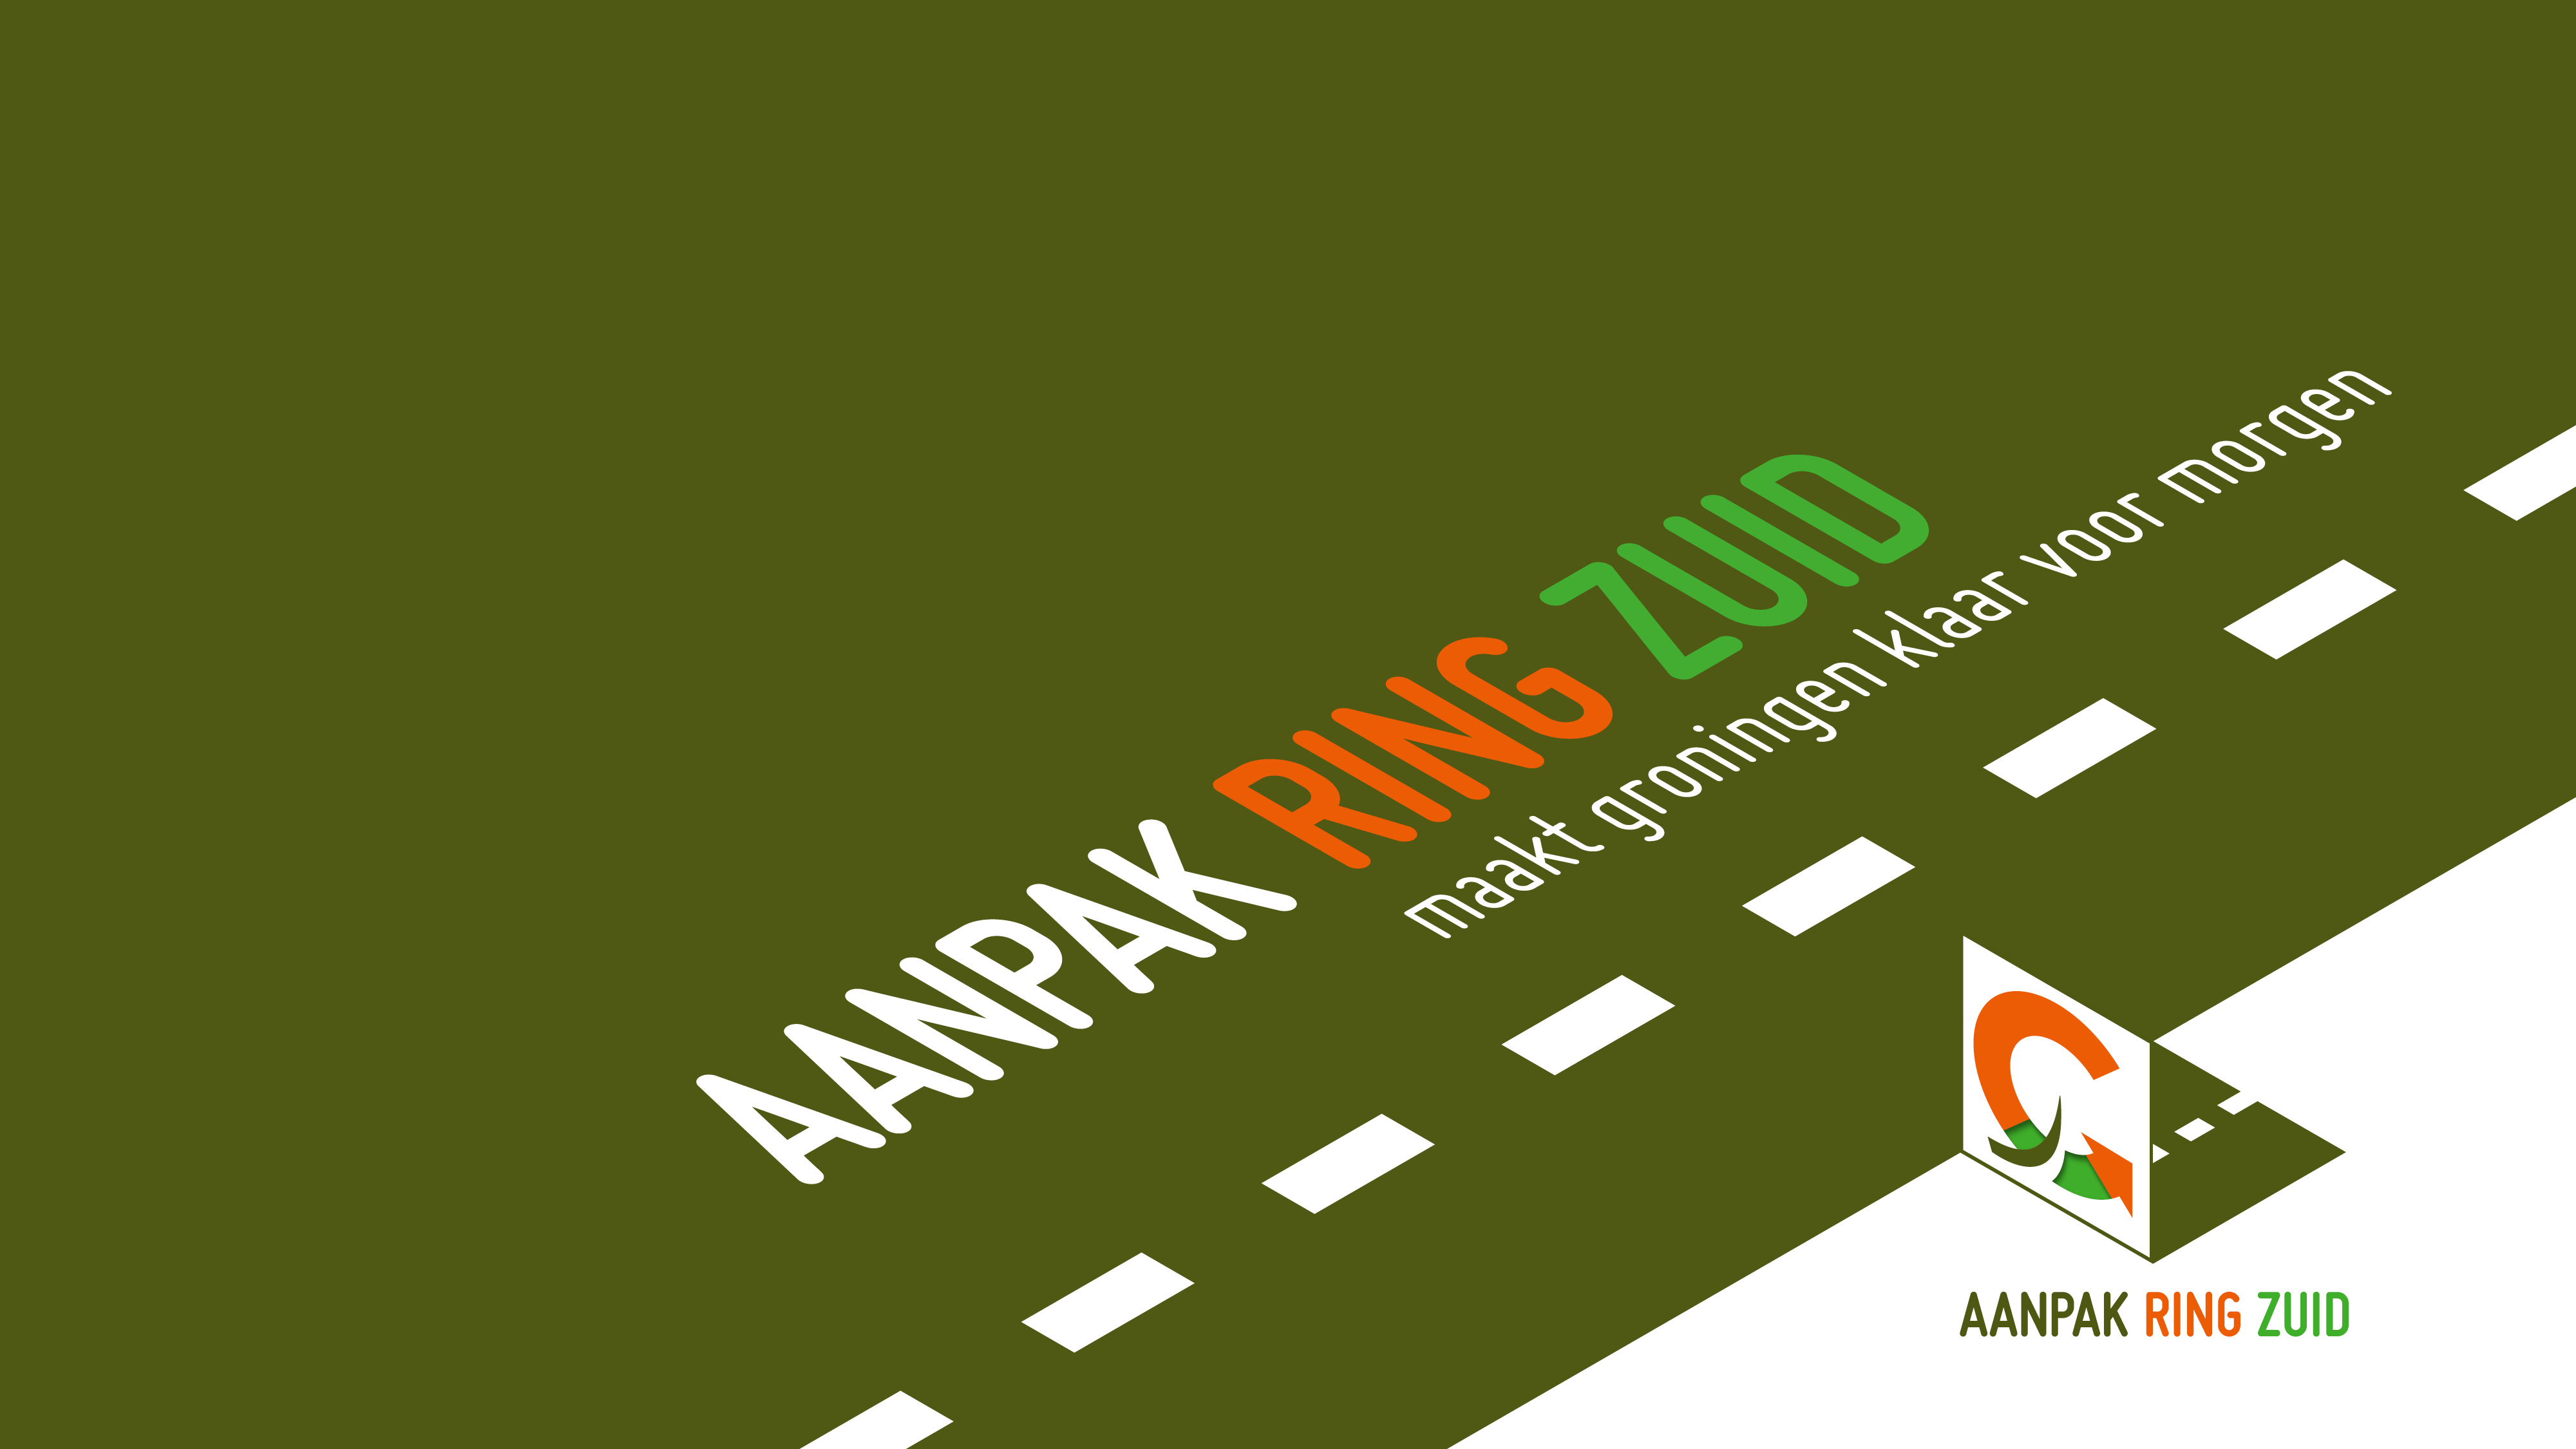 AANPAK RING ZUID
maakt groningen klaar voor morgen
AANPAK RING ZUID